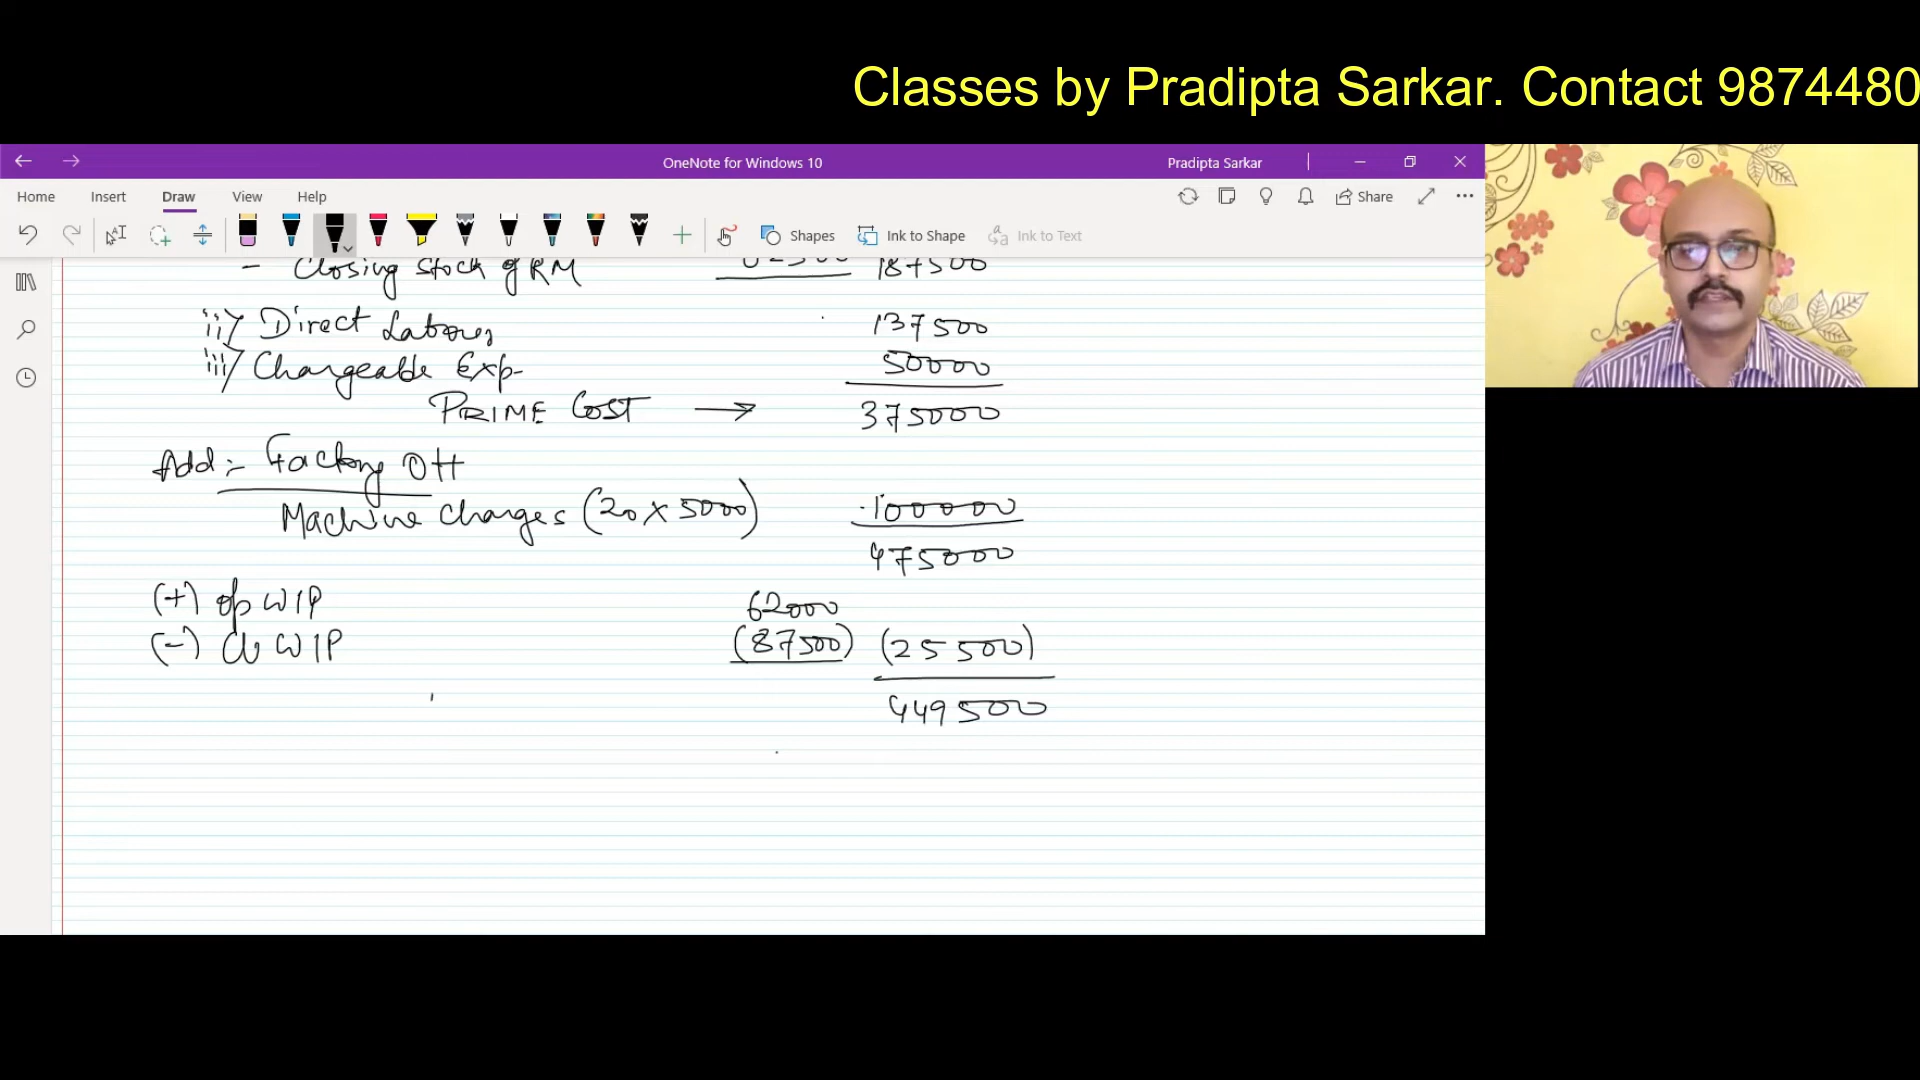 Classes by Pradipta Sarkar. Contact 9874480
OneNote for Windows 10
Pradipta Sarkar
Home Insert Draw View Help
Share
Shapes Ink to Shape Ink to Text
- Closing Stock of RM 62500 187500
ii) Direct Labour 137500
iii) Chargeable Exp- 50000
PRIME COST → 375000
Add:- Factory OH
Machine Charges (20 x 5000) 100000
475000
(+) Op WIP 62000
(-) Cl WIP (87500) (25500)
449500